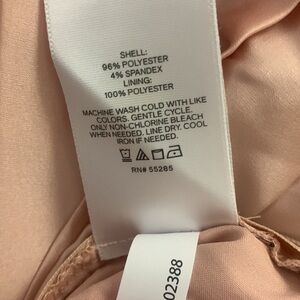 SHELL:
96% POLYESTER
4% SPANDEX
LINING:
100% POLYESTER
MACHINE WASH COLD WITH LIKE
COLORS. GENTLE CYCLE.
ONLY NON-CHLORINE BLEACH
WHEN NEEDED. LINE DRY. COOL
IRON IF NEEDED.
RN# 55285
02388